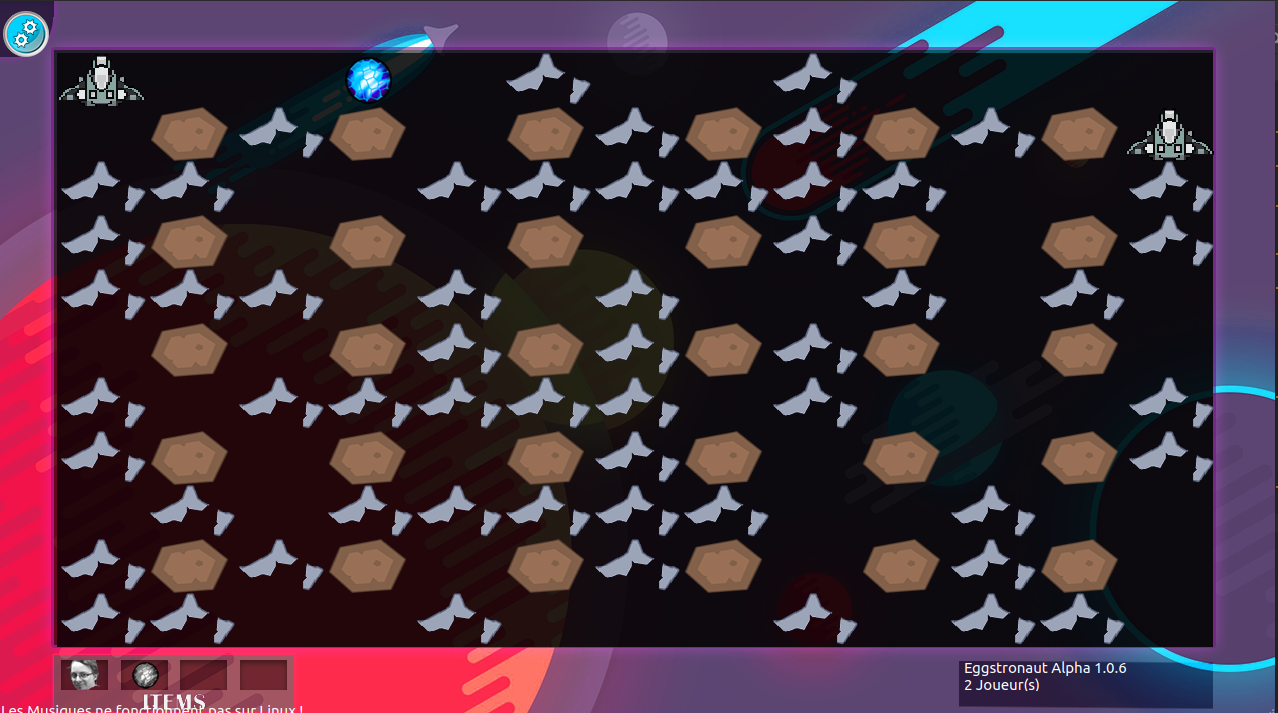 Eggstronaut Alpha 1.0.6
2 Joueur(s)
ITEMS
Les Musiques ne fonctionnent pas sur Linux !